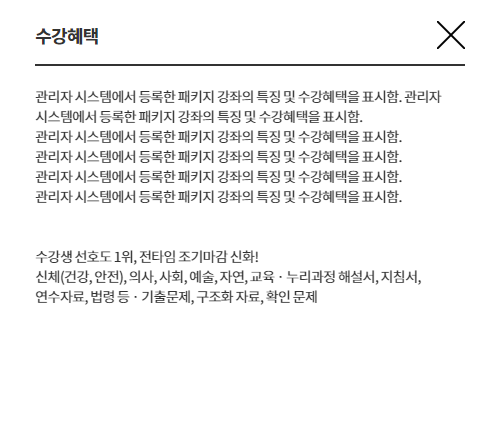 수강혜택
관리자 시스템에서 등록한 패키지 강좌의 특징 및 수강혜택을 표시함. 관리자
시스템에서 등록한 패키지 강좌의 특징 및 수강혜택을 표시함.
관리자 시스템에서 등록한 패키지 강좌의 특징 및 수강혜택을 표시함.
관리자 시스템에서 등록한 패키지 강좌의 특징 및 수강혜택을 표시함.
관리자 시스템에서 등록한 패키지 강좌의 특징 및 수강혜택을 표시함.
관리자 시스템에서 등록한 패키지 강좌의 특징 및 수강혜택을 표시함.
수강생 선호도 1위, 전타임 조기마감 신화!
신체(건강, 안전), 의사, 사회, 예술, 자연, 교육 · 누리과정 해설서, 지침서,
연수자료, 법령 등 · 기출문제, 구조화 자료, 확인 문제